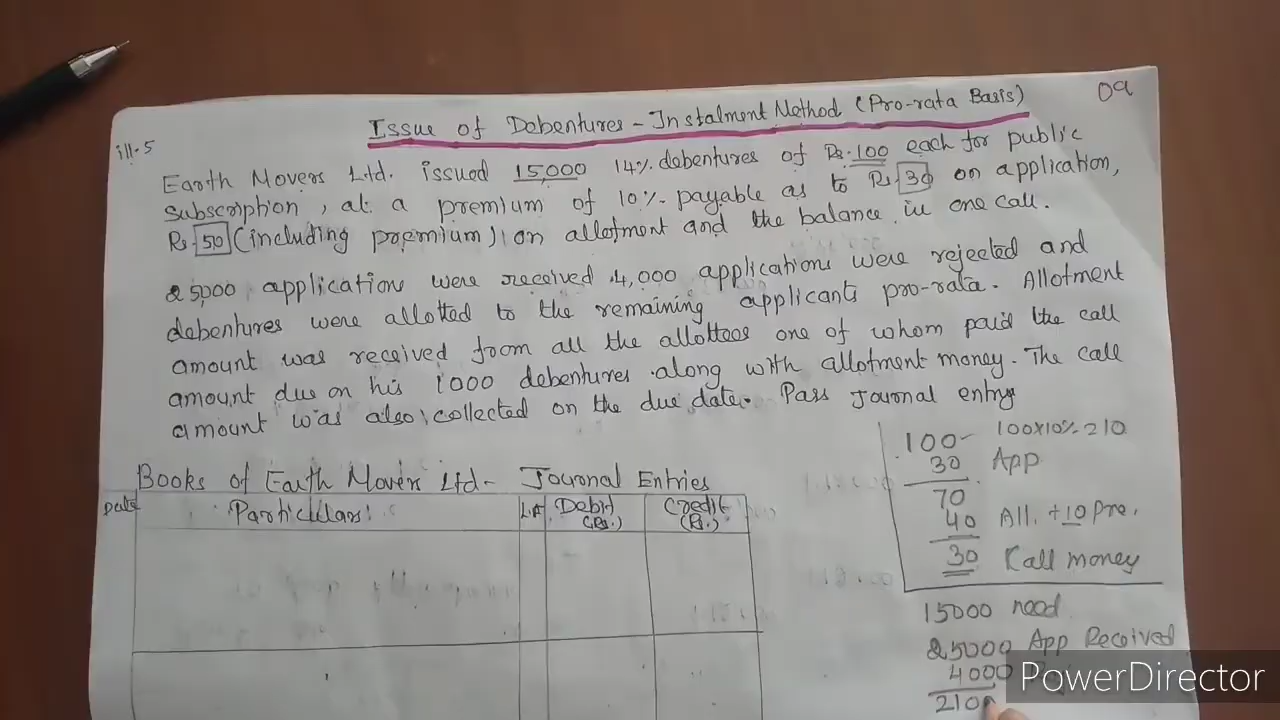 Issue of Debentures - Instalment Method (Pro-rata Basis)
09
ill.5
Earth Movers Ltd. issued 15,000 14% debentures of Rs.100 each for public
subscription, at a premium of 10% payable as to Rs.30 on application,
Rs.50 (including premium) on allotment and the balance in one call.
25,000 applications were received 4,000 applications were rejected and
debentures were allotted to the remaining applicants pro-rata. Allotment
amount was received from all the allottees one of whom paid the call
amount due on his 1000 debentures along with allotment money. The call
amount was also collected on the due date. Pass Journal entry
100 - 100x10%=10
30 App
70
40 All. +10 pre.
30 Call money
Books of Earth Movers Ltd - Journal Entries
Date Particulars L.F Debit (Rs.) Credit (Rs.)
15000 need
25000 App Received
4000
2100
PowerDirector